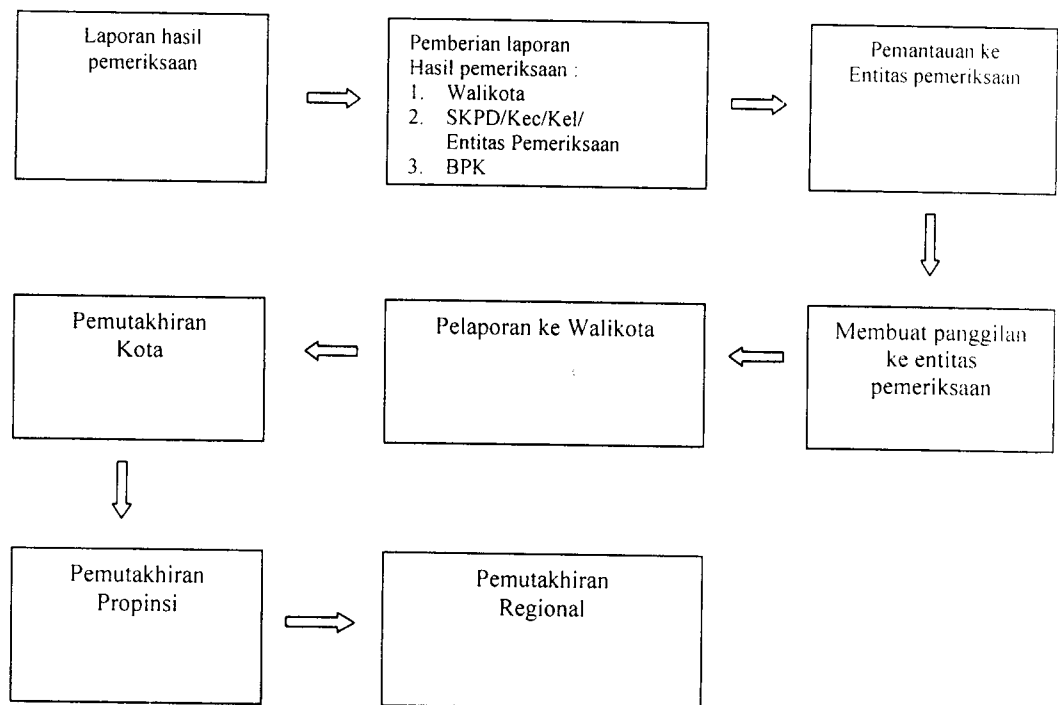 Laporan hasil
pemeriksaan
Pemberian laporan
Hasil pemeriksaan :
1. Walikota
2. SKPD/Kec/Kel/
Entitas Pemeriksaan
3. BPK
Pemantauan ke
Entitas pemeriksaan
Membuat panggilan
ke entitas
pemeriksaan
Pelaporan ke Walikota
Pemutakhiran
Kota
Pemutakhiran
Propinsi
Pemutakhiran
Regional